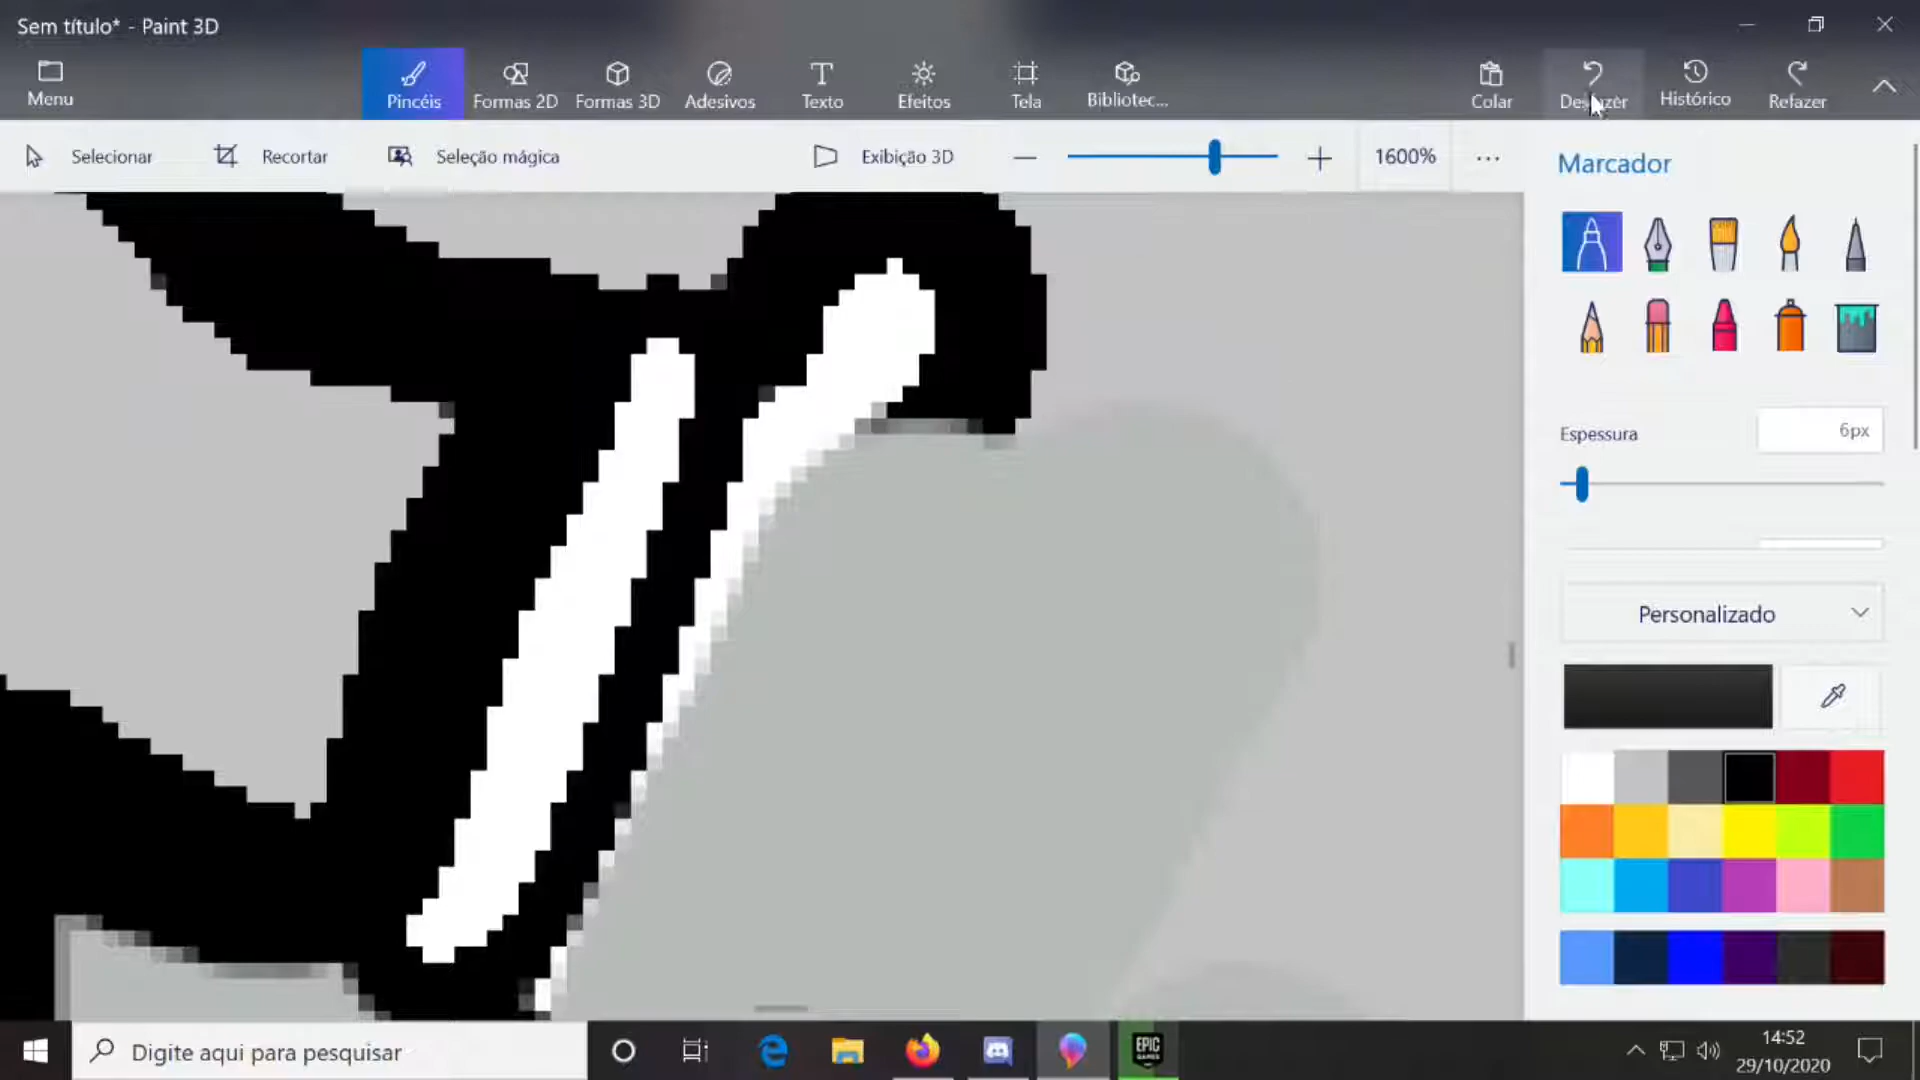 Sem título* - Paint 3D
Menu
Pincéis
Formas 2D
Formas 3D
Adesivos
Texto
Efeitos
Tela
Bibliotec...
Colar
Desfazer
Histórico
Refazer
Selecionar
Recortar
Seleção mágica
Exibição 3D
1600%
Marcador
Espessura
6px
Personalizado
EPIC
GAMES
Digite aqui para pesquisar
14:52
29/10/2020